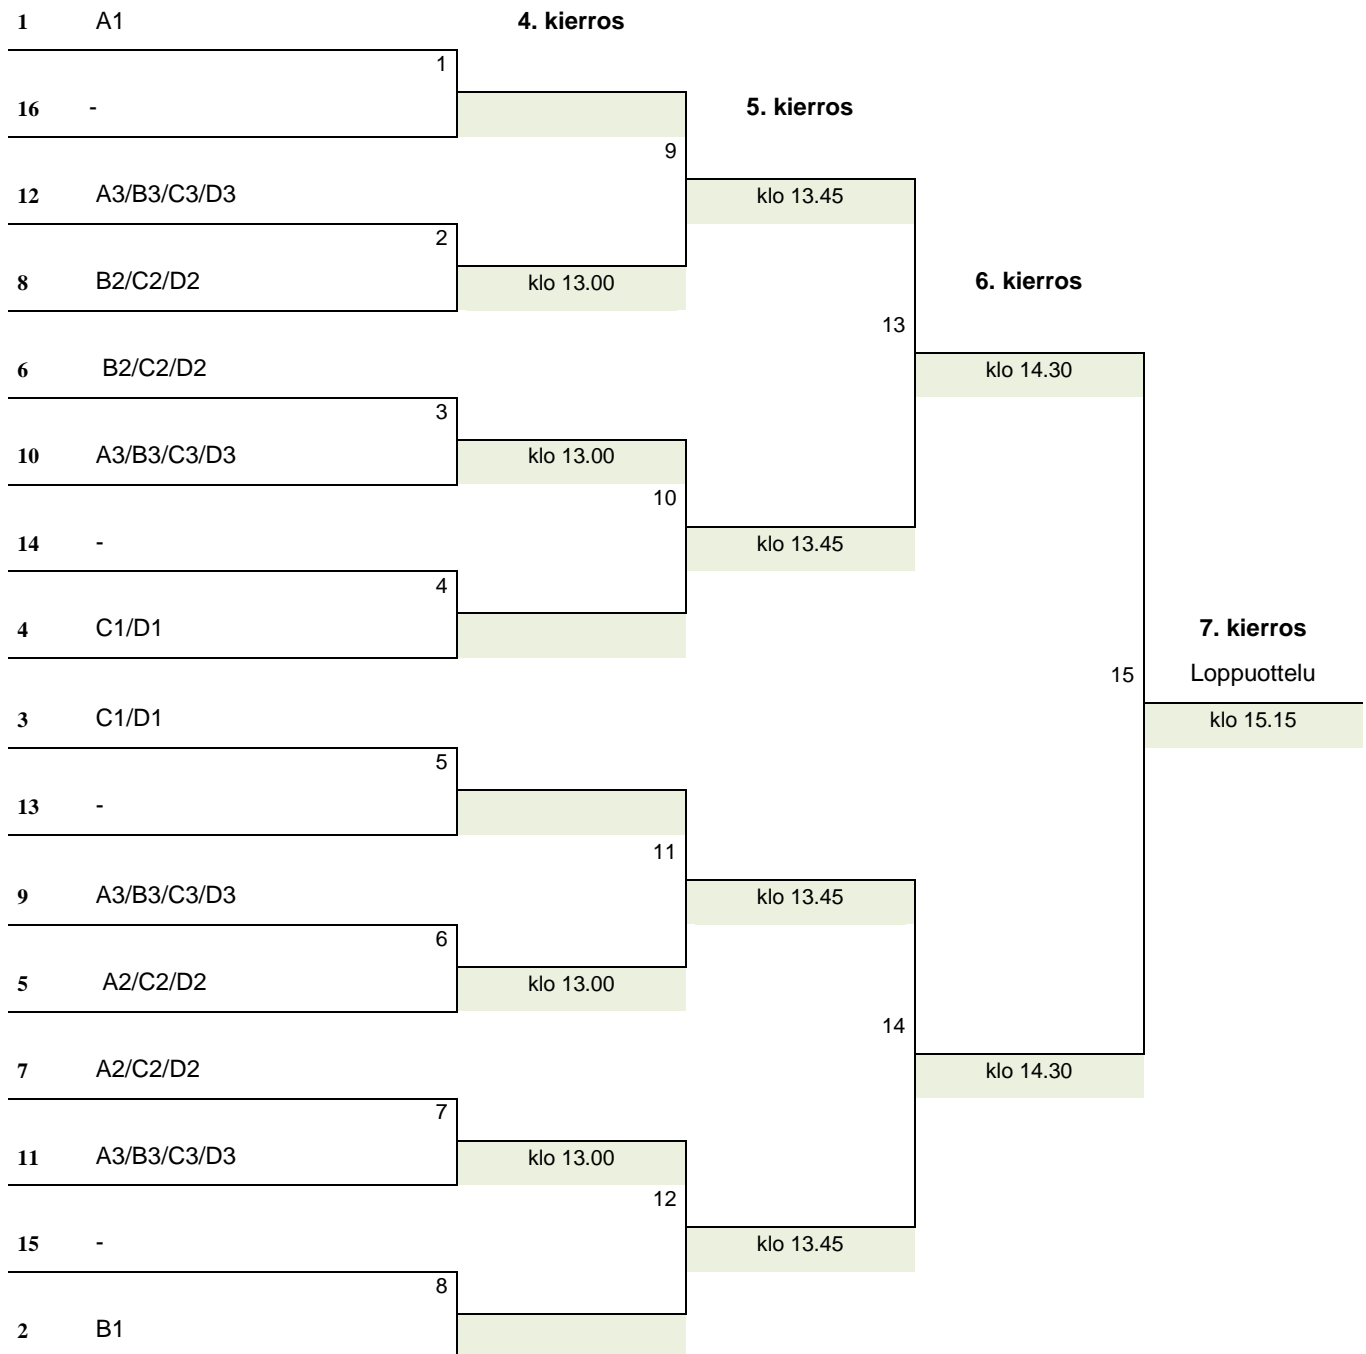 1 A1 4. kierros
1
16 - 5. kierros
9
12 A3/B3/C3/D3 klo 13.45
2
8 B2/C2/D2 klo 13.00 6. kierros
13
6 B2/C2/D2 klo 14.30
3
10 A3/B3/C3/D3 klo 13.00
10
14 - klo 13.45
4
4 C1/D1 7. kierros
15 Loppuottelu
3 C1/D1 klo 15.15
5
13 -
11
9 A3/B3/C3/D3 klo 13.45
6
5 A2/C2/D2 klo 13.00
14
7 A2/C2/D2 klo 14.30
7
11 A3/B3/C3/D3 klo 13.00
12
15 - klo 13.45
8
2 B1